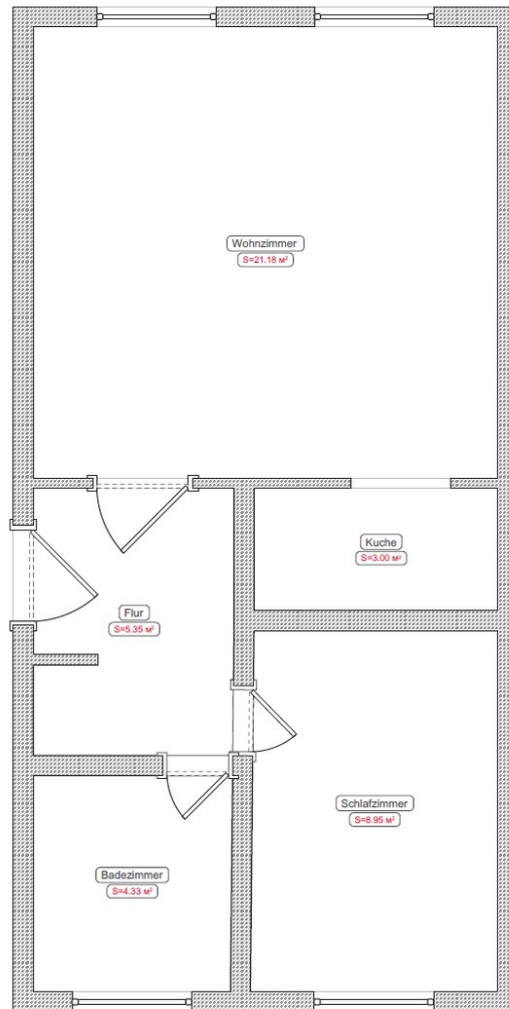 Wohnzimmer
S=21.18 м²
Kuche
S=3.00 м²
Flur
S=5.35 м²
Schlafzimmer
S=8.95 м²
Badezimmer
S=4.33 м²